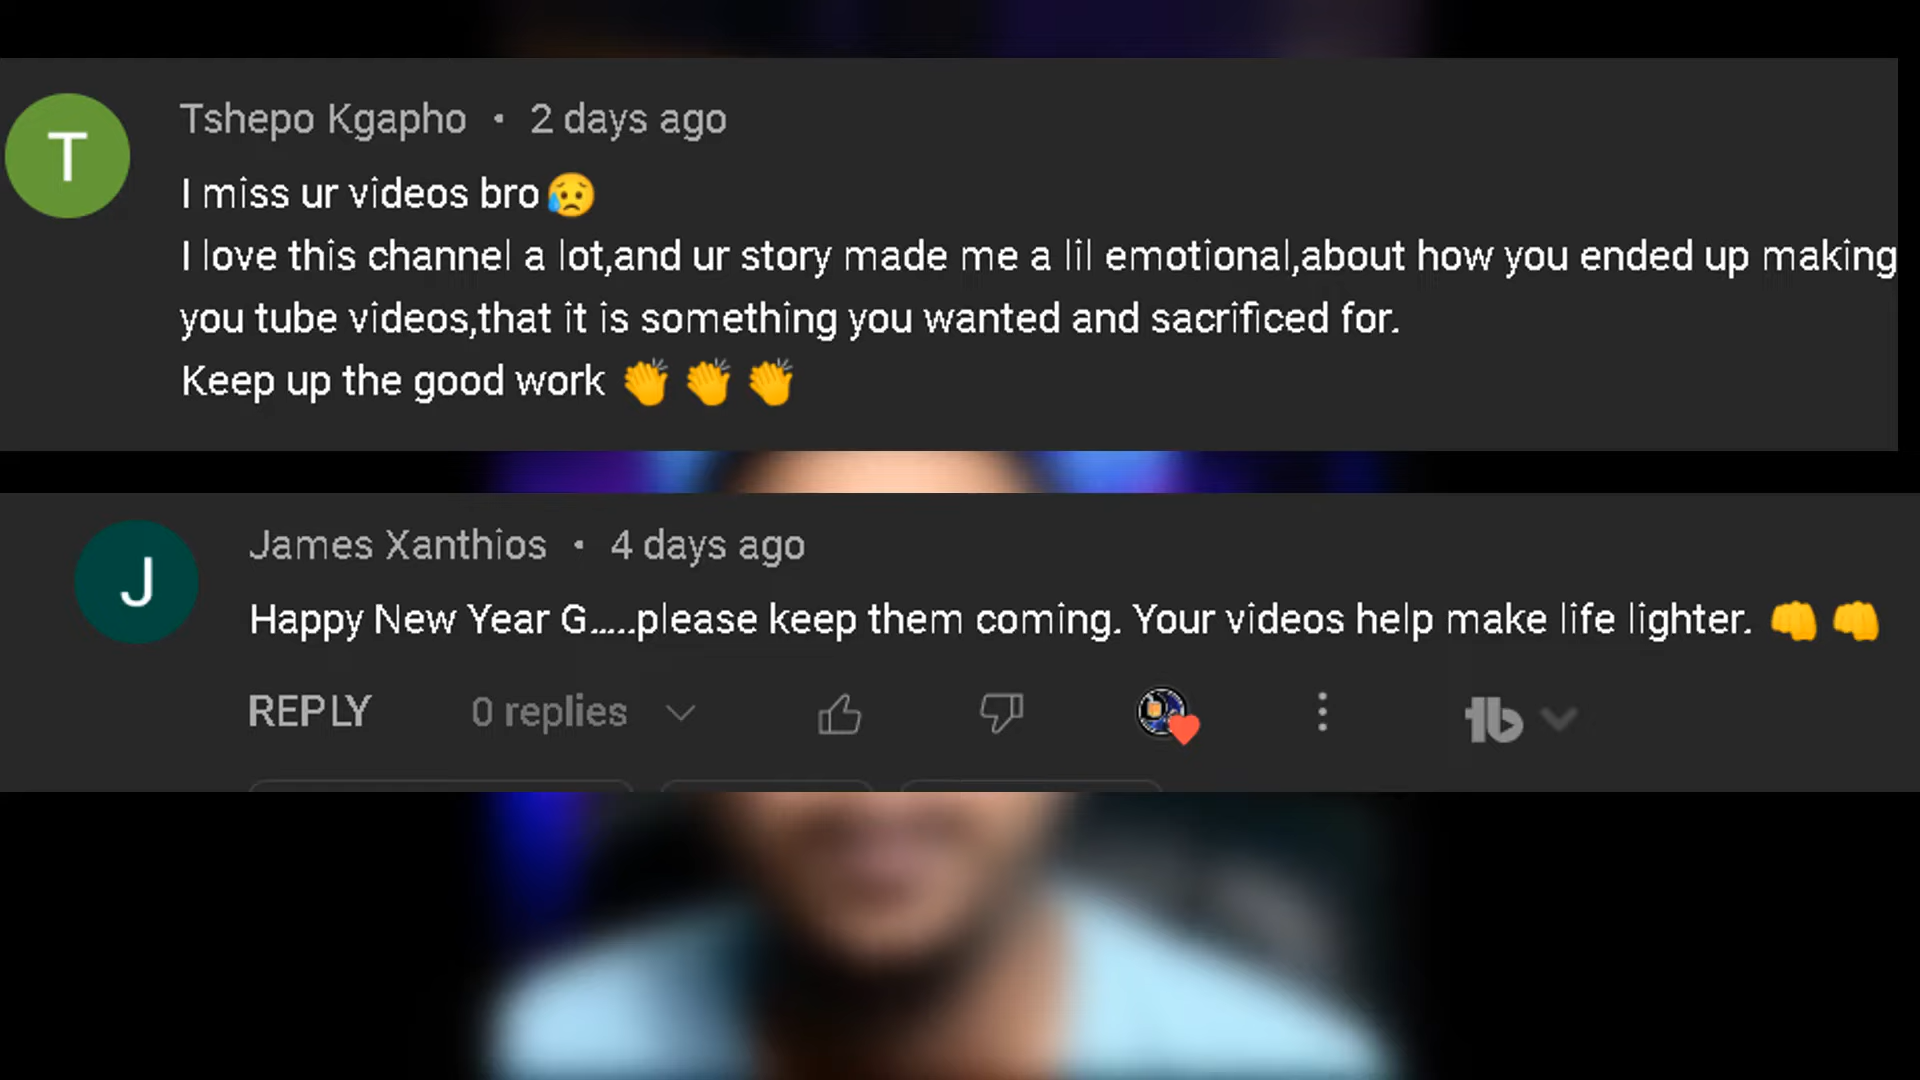 T
Tshepo Kgapho • 2 days ago
I miss ur videos bro😥
I love this channel a lot,and ur story made me a lil emotional,about how you ended up making
you tube videos,that it is something you wanted and sacrificed for.
Keep up the good work 👏 👏 👏
J
James Xanthios • 4 days ago
Happy New Year G.....please keep them coming. Your videos help make life lighter. 👊 👊
REPLY 0 replies
tb